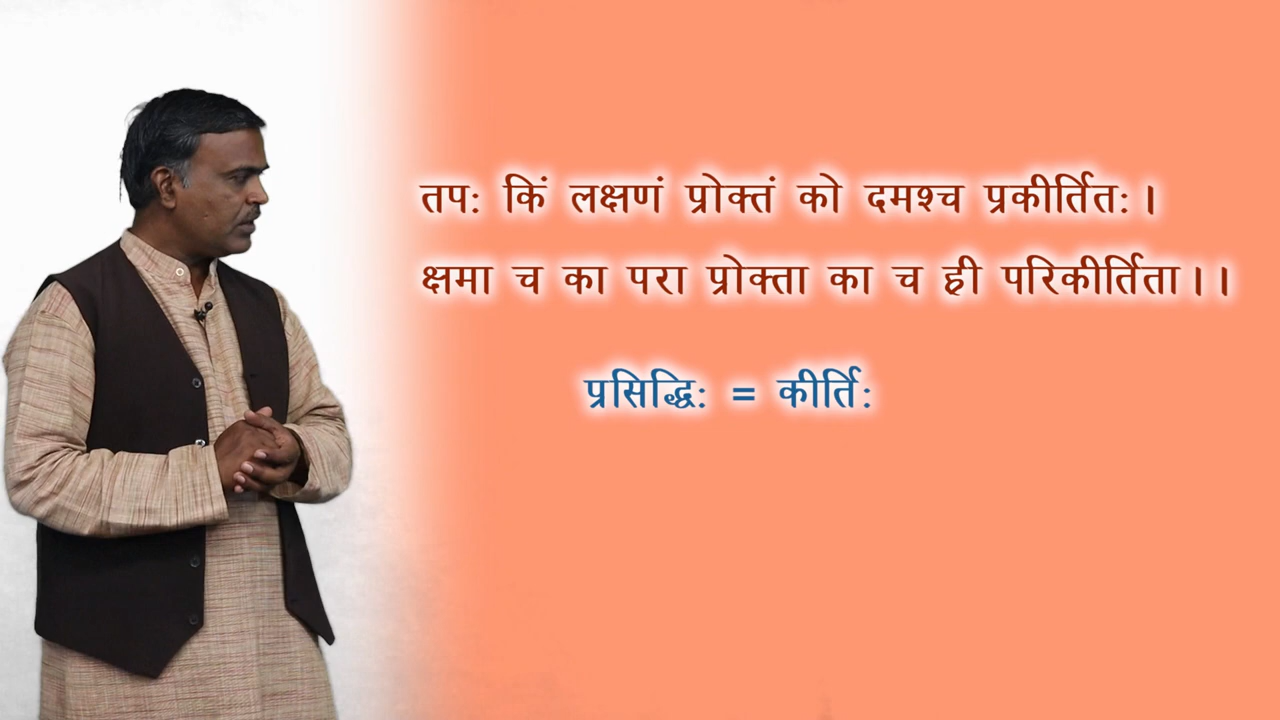 तप: किं लक्षणं प्रोक्तं को दमश्च प्रकीर्तित: ।
क्षमा च का परा प्रोक्ता का च ह्री परिकीर्तिता ।।
प्रसिद्धि: = कीर्ति: